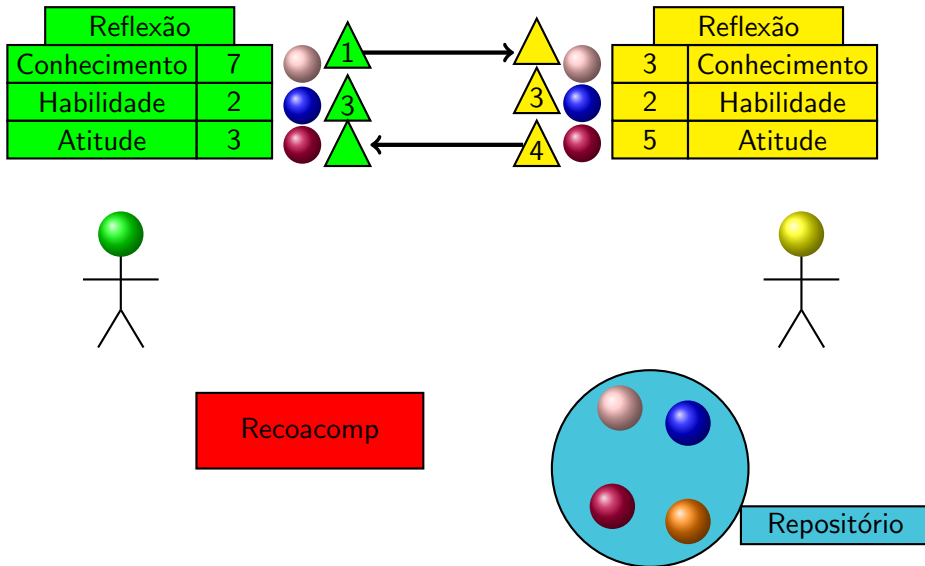 Reflexão
Conhecimento 7
Habilidade 2
Atitude 3
1
3
3
4
Reflexão
3 Conhecimento
2 Habilidade
5 Atitude
Recoacomp
Repositório